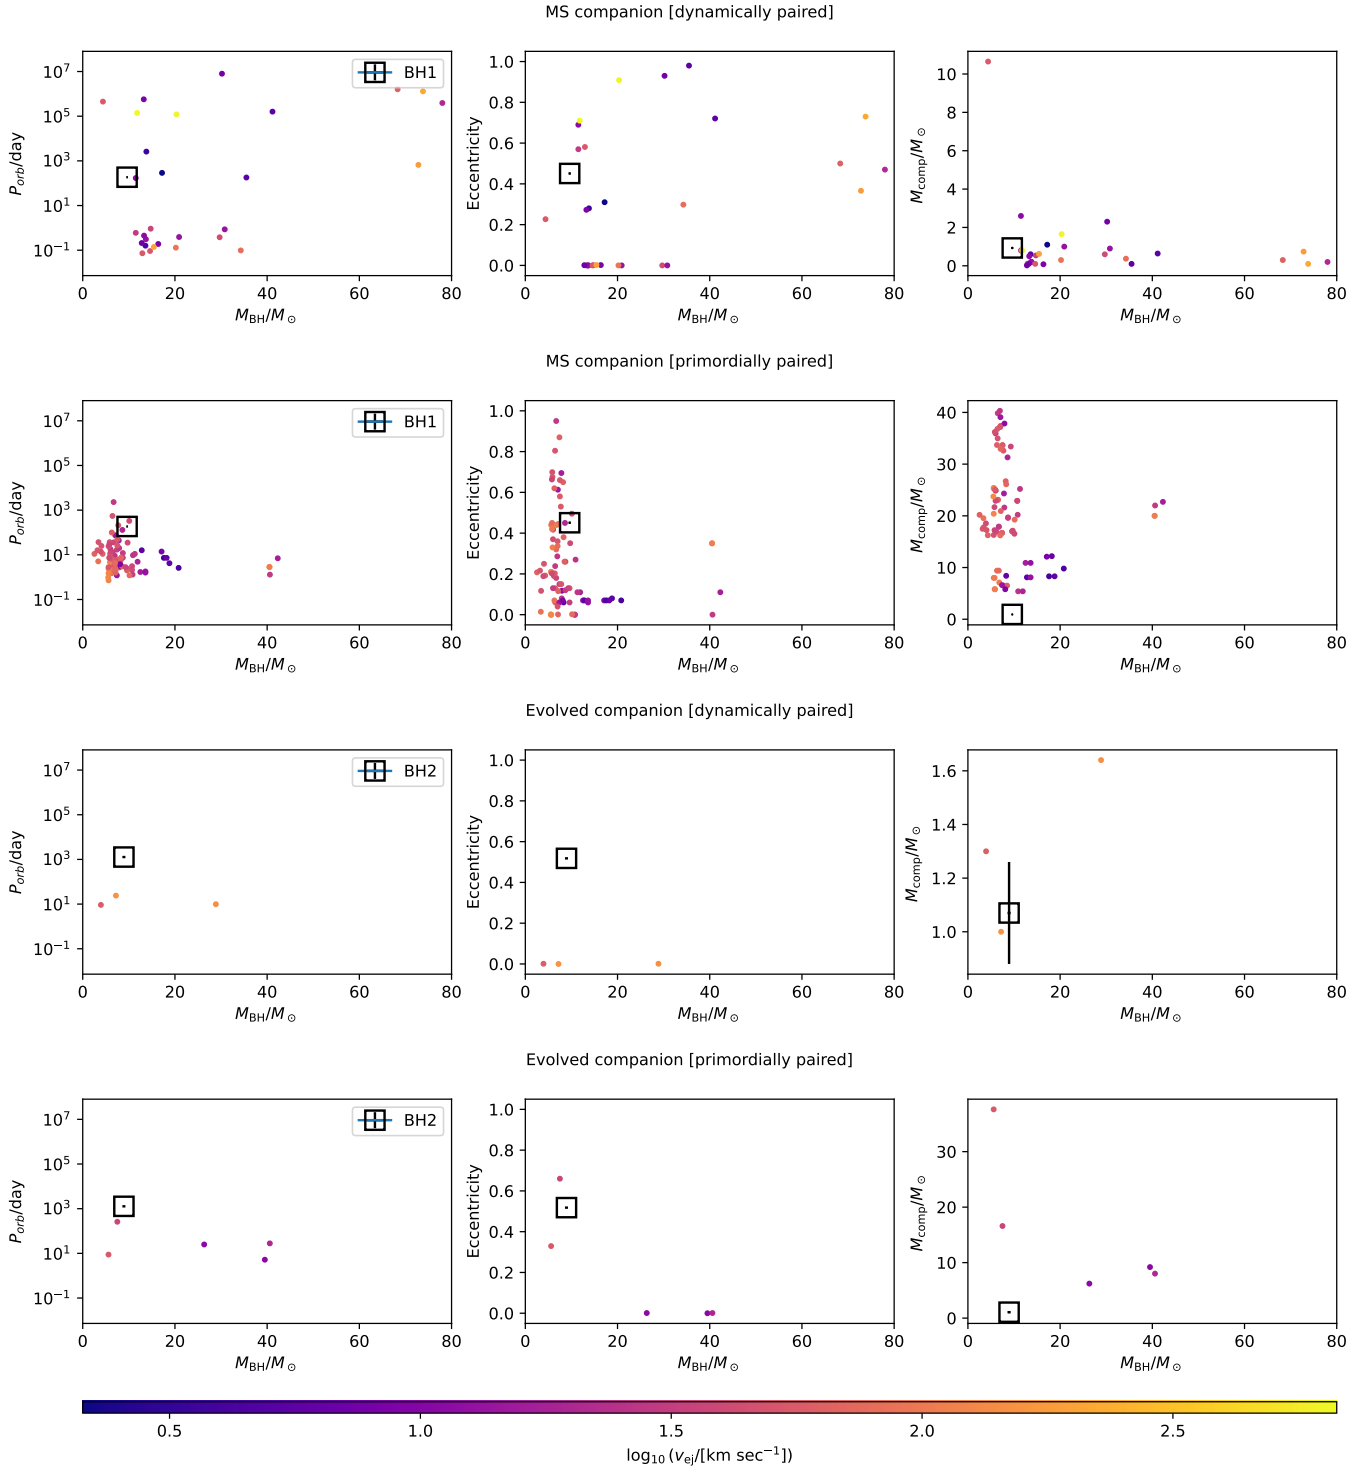 MS companion [dynamically paired]
P_orb/day
10^7
10^5
10^3
10^1
10^−1
0 20 40 60 80
M_BH/M_⊙
BH1
Eccentricity
1.0
0.8
0.6
0.4
0.2
0.0
0 20 40 60 80
M_BH/M_⊙
M_comp/M_⊙
10
8
6
4
2
0
0 20 40 60 80
M_BH/M_⊙
MS companion [primordially paired]
P_orb/day
10^7
10^5
10^3
10^1
10^−1
0 20 40 60 80
M_BH/M_⊙
BH1
Eccentricity
1.0
0.8
0.6
0.4
0.2
0.0
0 20 40 60 80
M_BH/M_⊙
M_comp/M_⊙
40
30
20
10
0
0 20 40 60 80
M_BH/M_⊙
Evolved companion [dynamically paired]
P_orb/day
10^7
10^5
10^3
10^1
10^−1
0 20 40 60 80
M_BH/M_⊙
BH2
Eccentricity
1.0
0.8
0.6
0.4
0.2
0.0
0 20 40 60 80
M_BH/M_⊙
M_comp/M_⊙
1.6
1.4
1.2
1.0
0 20 40 60 80
M_BH/M_⊙
Evolved companion [primordially paired]
P_orb/day
10^7
10^5
10^3
10^1
10^−1
0 20 40 60 80
M_BH/M_⊙
BH2
Eccentricity
1.0
0.8
0.6
0.4
0.2
0.0
0 20 40 60 80
M_BH/M_⊙
M_comp/M_⊙
30
20
10
0
0 20 40 60 80
M_BH/M_⊙
0.5 1.0 1.5 2.0 2.5
log_10 (v_ej/[km sec^−1])